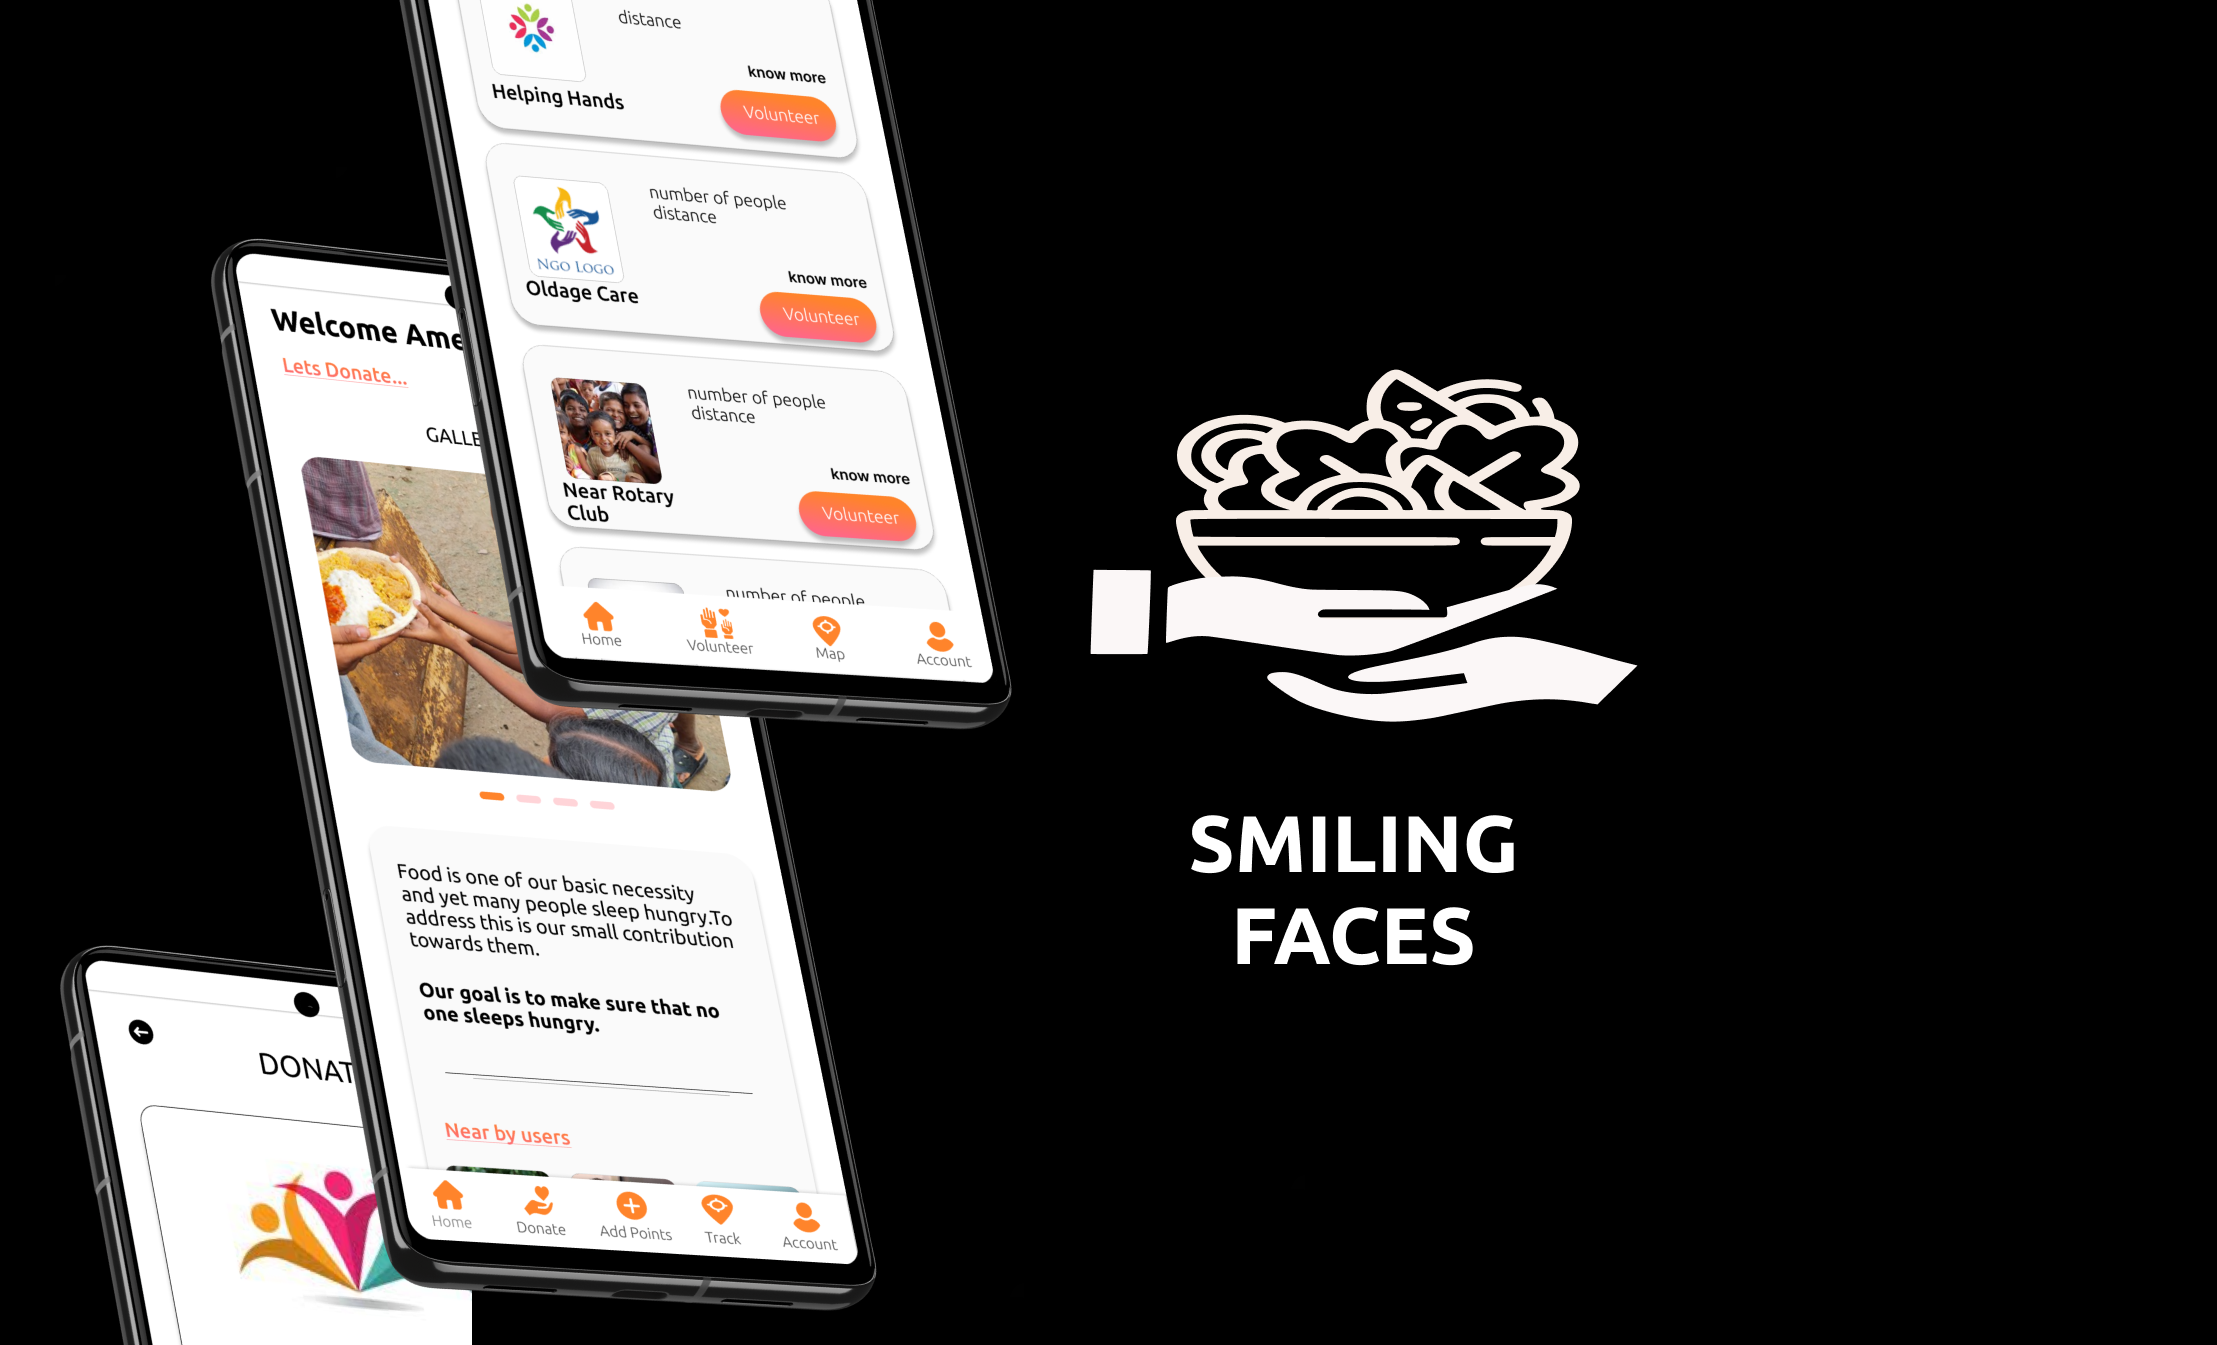 distance
know more
Helping Hands
Volunteer
number of people
distance
NGO LOGO
know more
Oldage Care
Volunteer
number of people
distance
know more
Near Rotary
Club
Volunteer
number of people
Home
Volunteer
Map
Account
Welcome Ame
Lets Donate...
GALLE
Food is one of our basic necessity
and yet many people sleep hungry.To
address this is our small contribution
towards them.
Our goal is to make sure that no
one sleeps hungry.
Near by users
Home
Donate
Add Points
Track
Account
DONAT
SMILING
FACES